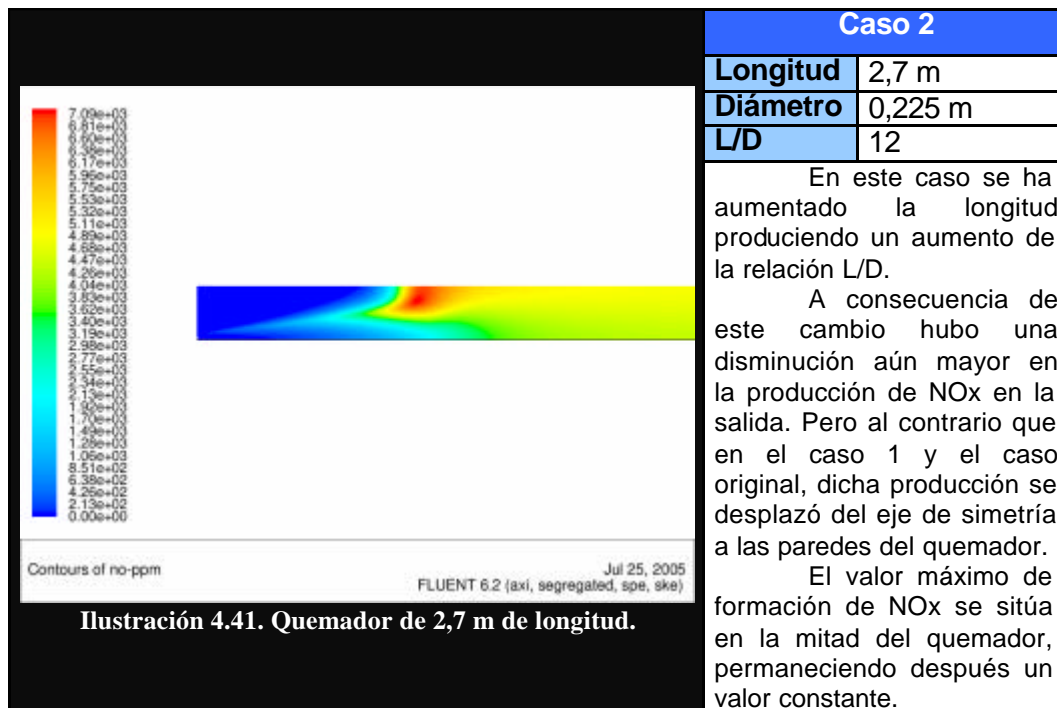 7.09e+03
6.81e+03
6.60e+03
6.38e+03
6.17e+03
5.96e+03
5.75e+03
5.53e+03
5.32e+03
5.11e+03
4.89e+03
4.68e+03
4.47e+03
4.26e+03
4.04e+03
3.83e+03
3.62e+03
3.40e+03
3.19e+03
2.98e+03
2.77e+03
2.55e+03
2.34e+03
2.13e+03
1.92e+03
1.70e+03
1.49e+03
1.28e+03
1.06e+03
8.51e+02
6.38e+02
4.26e+02
2.13e+02
0.00e+00
Contours of no-ppm
Jul 25, 2005
FLUENT 6.2 (axi, segregated, spe, ske)
Ilustración 4.41. Quemador de 2,7 m de longitud.
Caso 2
Longitud 2,7 m
Diámetro 0,225 m
L/D 12
En este caso se ha
aumentado la longitud
produciendo un aumento de
la relación L/D.
A consecuencia de
este cambio hubo una
disminución aún mayor en
la producción de NOx en la
salida. Pero al contrario que
en el caso 1 y el caso
original, dicha producción se
desplazó del eje de simetría
a las paredes del quemador.
El valor máximo de
formación de NOx se sitúa
en la mitad del quemador,
permaneciendo después un
valor constante.